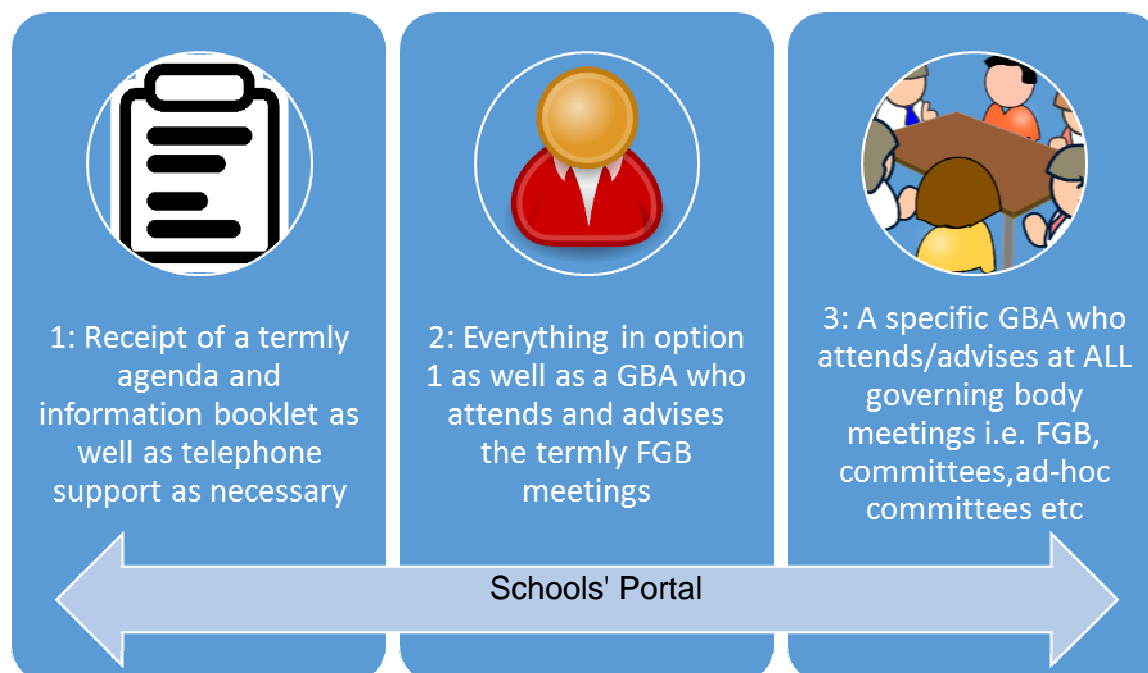 1: Receipt of a termly
agenda and
information booklet as
well as telephone
support as necessary
2: Everything in option
1 as well as a GBA who
attends and advises
the termly FGB
meetings
3: A specific GBA who
attends/advises at ALL
governing body
meetings i.e. FGB,
committees,ad-hoc
committees etc
Schools' Portal